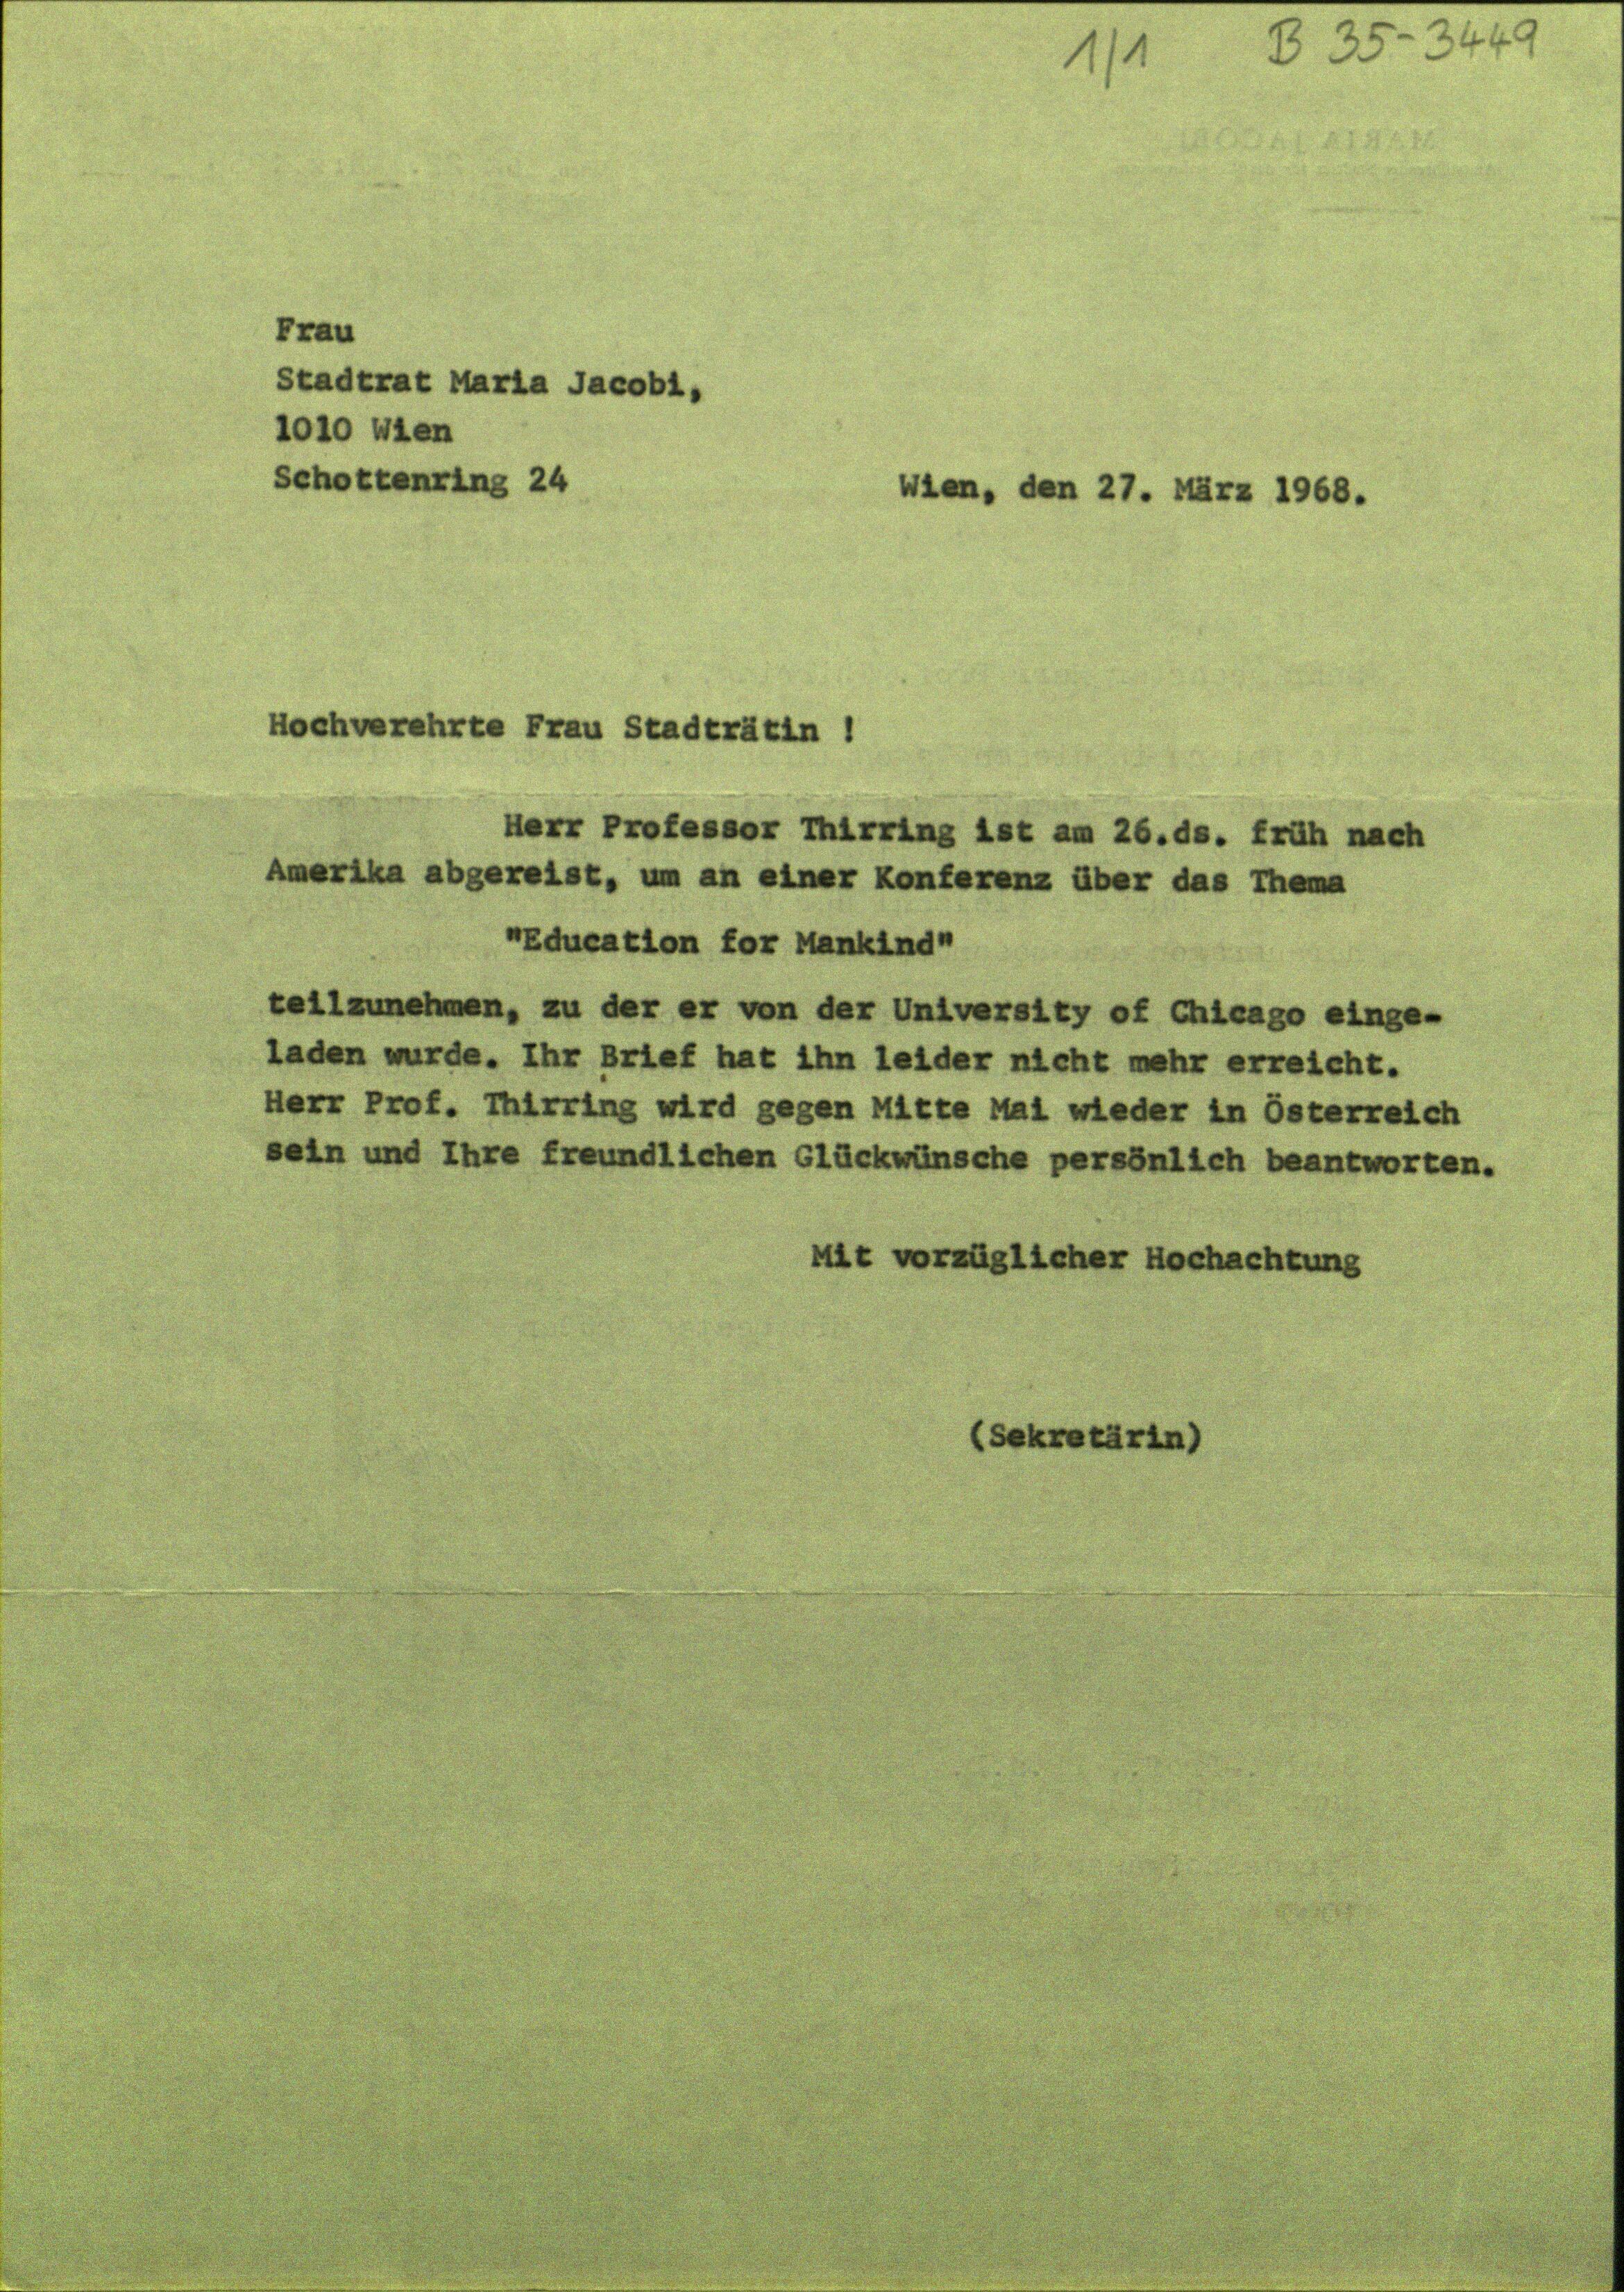 1/1 B 35-3449
MARIA JACOBI
Frau
Stadtrat Maria Jacobi,
1010 Wien
Schottenring 24
Wien, den 27. März 1968.
Hochverehrte Frau Stadträtin !
Herr Professor Thirring ist am 26.ds. früh nach
Amerika abgereist, um an einer Konferenz über das Thema
"Education for Mankind"
teilzunehmen, zu der er von der University of Chicago einge-
laden wurde. Ihr Brief hat ihn leider nicht mehr erreicht.
Herr Prof. Thirring wird gegen Mitte Mai wieder in Österreich
sein und Ihre freundlichen Glückwünsche persönlich beantworten.
Mit vorzüglicher Hochachtung
(Sekretärin)